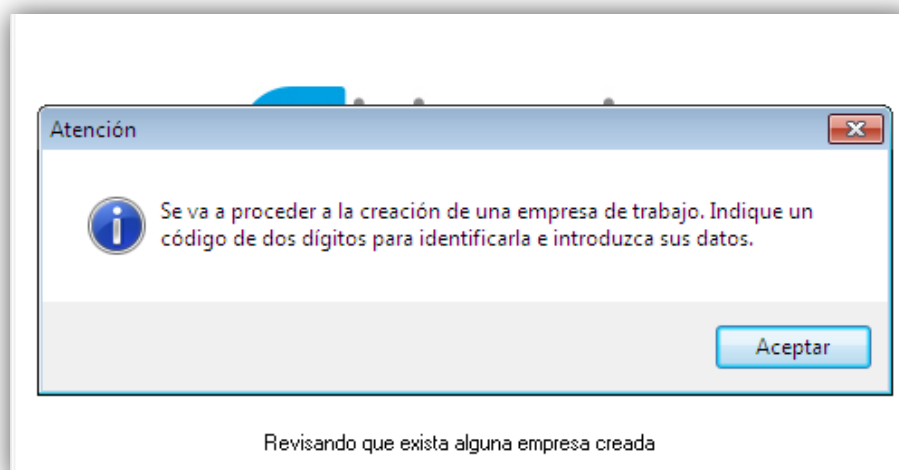 Atención
Se va a proceder a la creación de una empresa de trabajo. Indique un
código de dos dígitos para identificarla e introduzca sus datos.
Aceptar
Revisando que exista alguna empresa creada